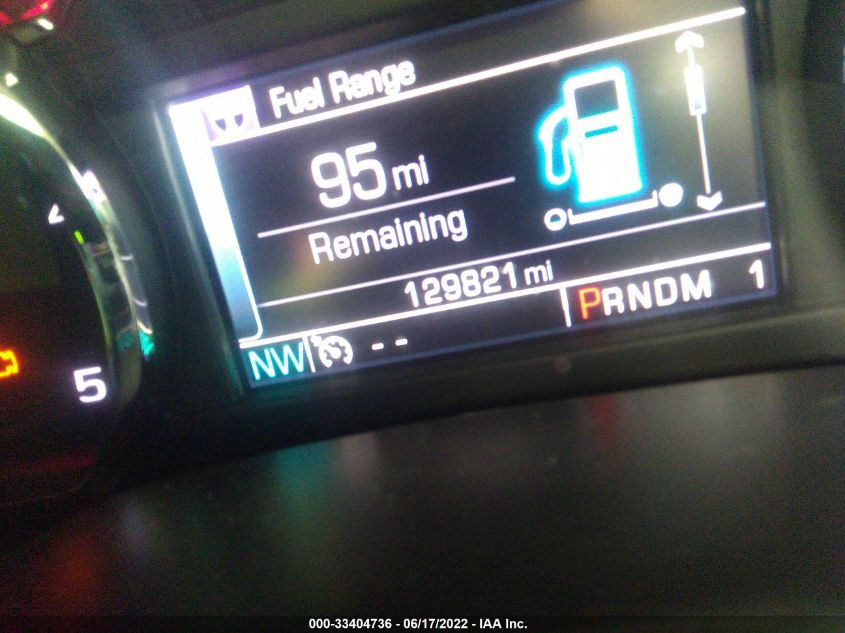 Fuel Range
95 mi
Remaining
129821 mi
PRNDM 1
NW -- 
5
000-33404736 - 06/17/2022 - IAA Inc.